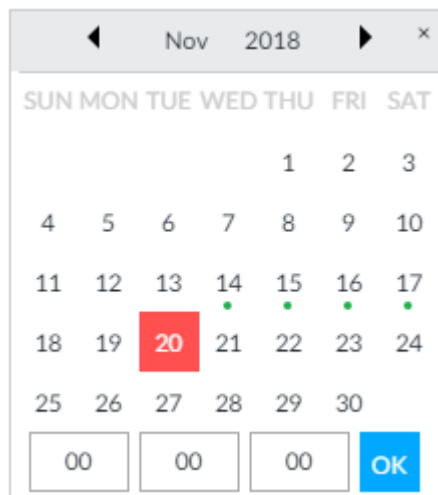 Nov 2018 ×
SUN MON TUE WED THU FRI SAT
1 2 3
4 5 6 7 8 9 10
11 12 13 14 15 16 17
18 19 20 21 22 23 24
25 26 27 28 29 30
00 00 00 OK